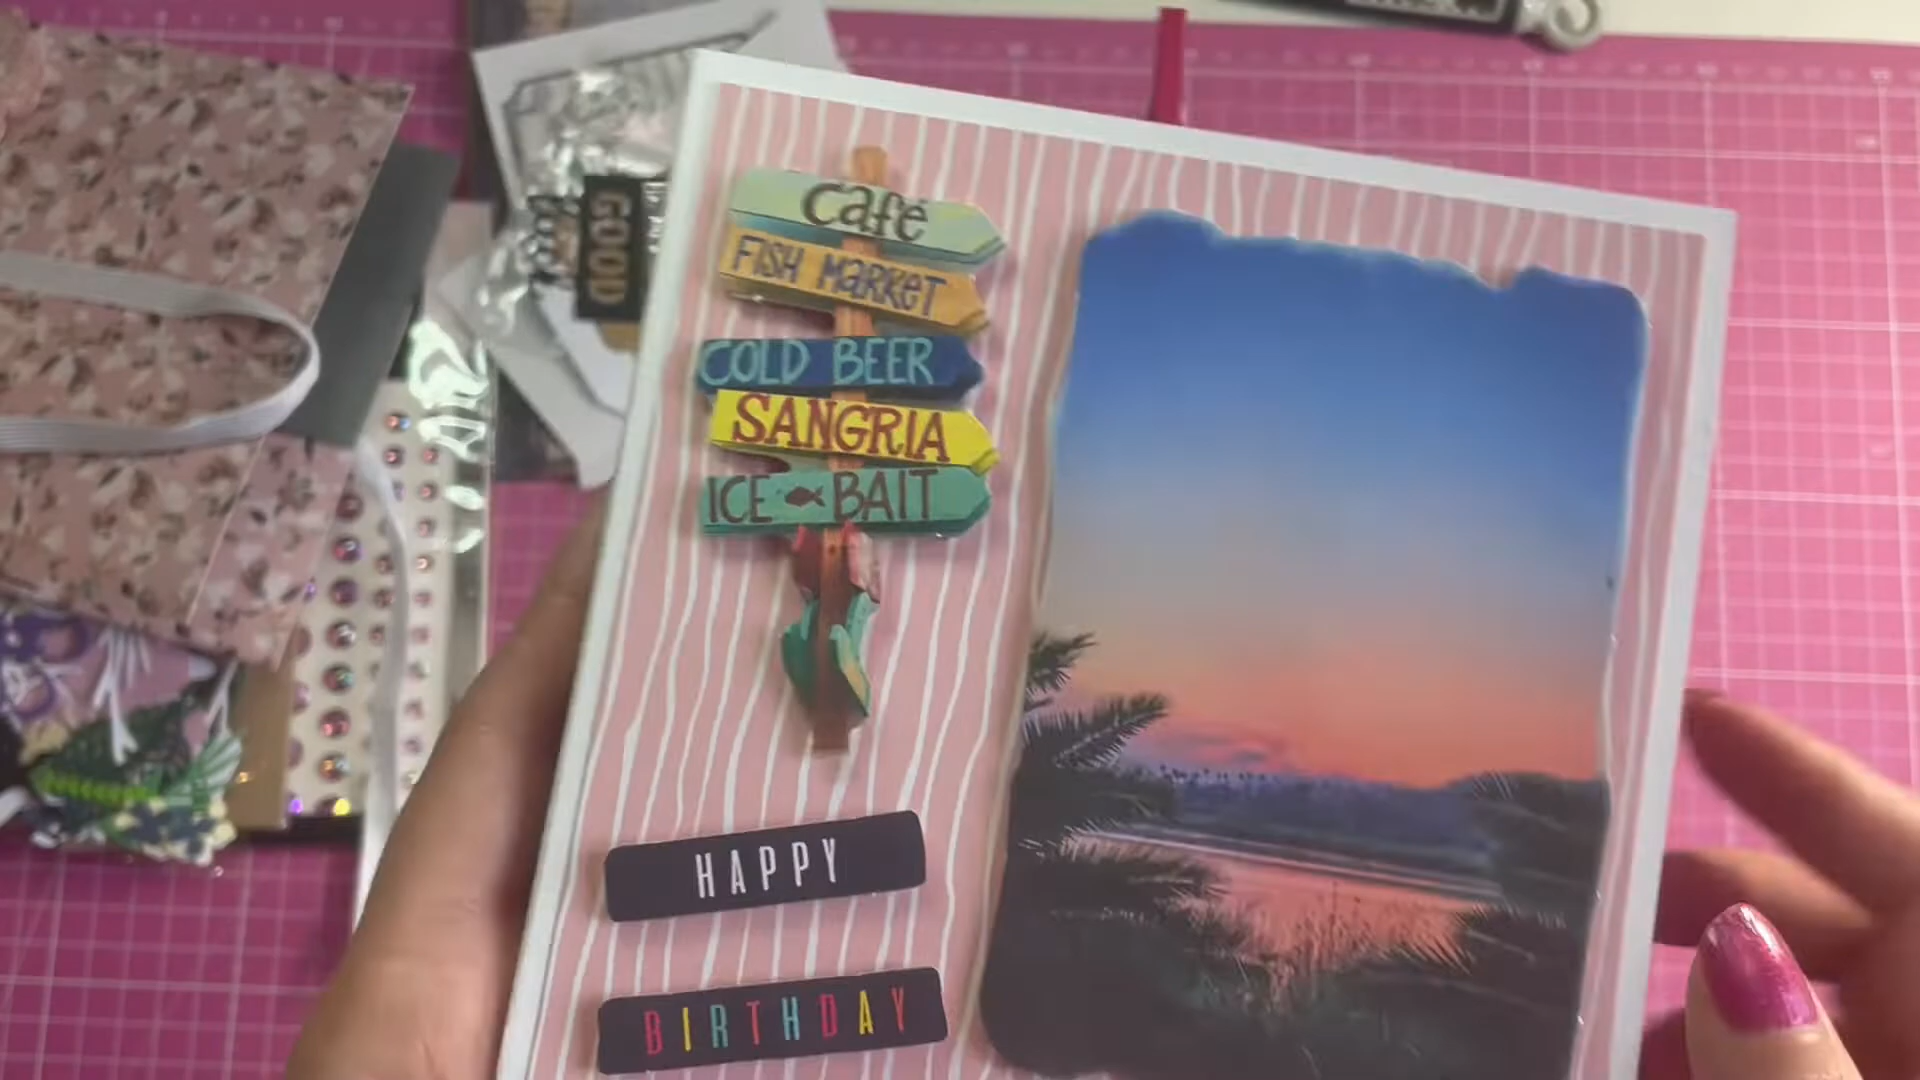 Café
FISH MARKET
COLD BEER
SANGRIA
ICE BAIT
HAPPY
BIRTHDAY
GOOD